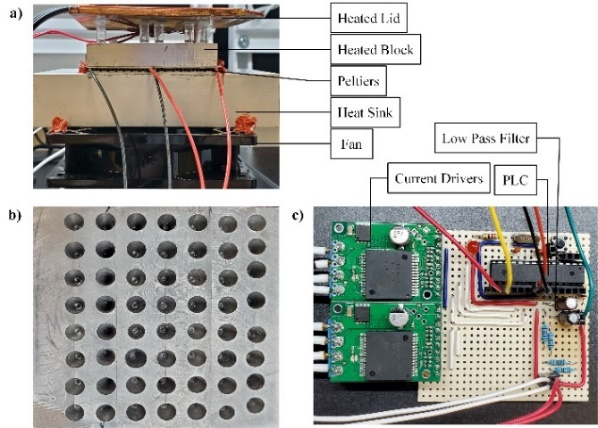 a)
Heated Lid
Heated Block
Peltiers
Heat Sink
Fan
Low Pass Filter
Current Drivers
PLC
b)
c)